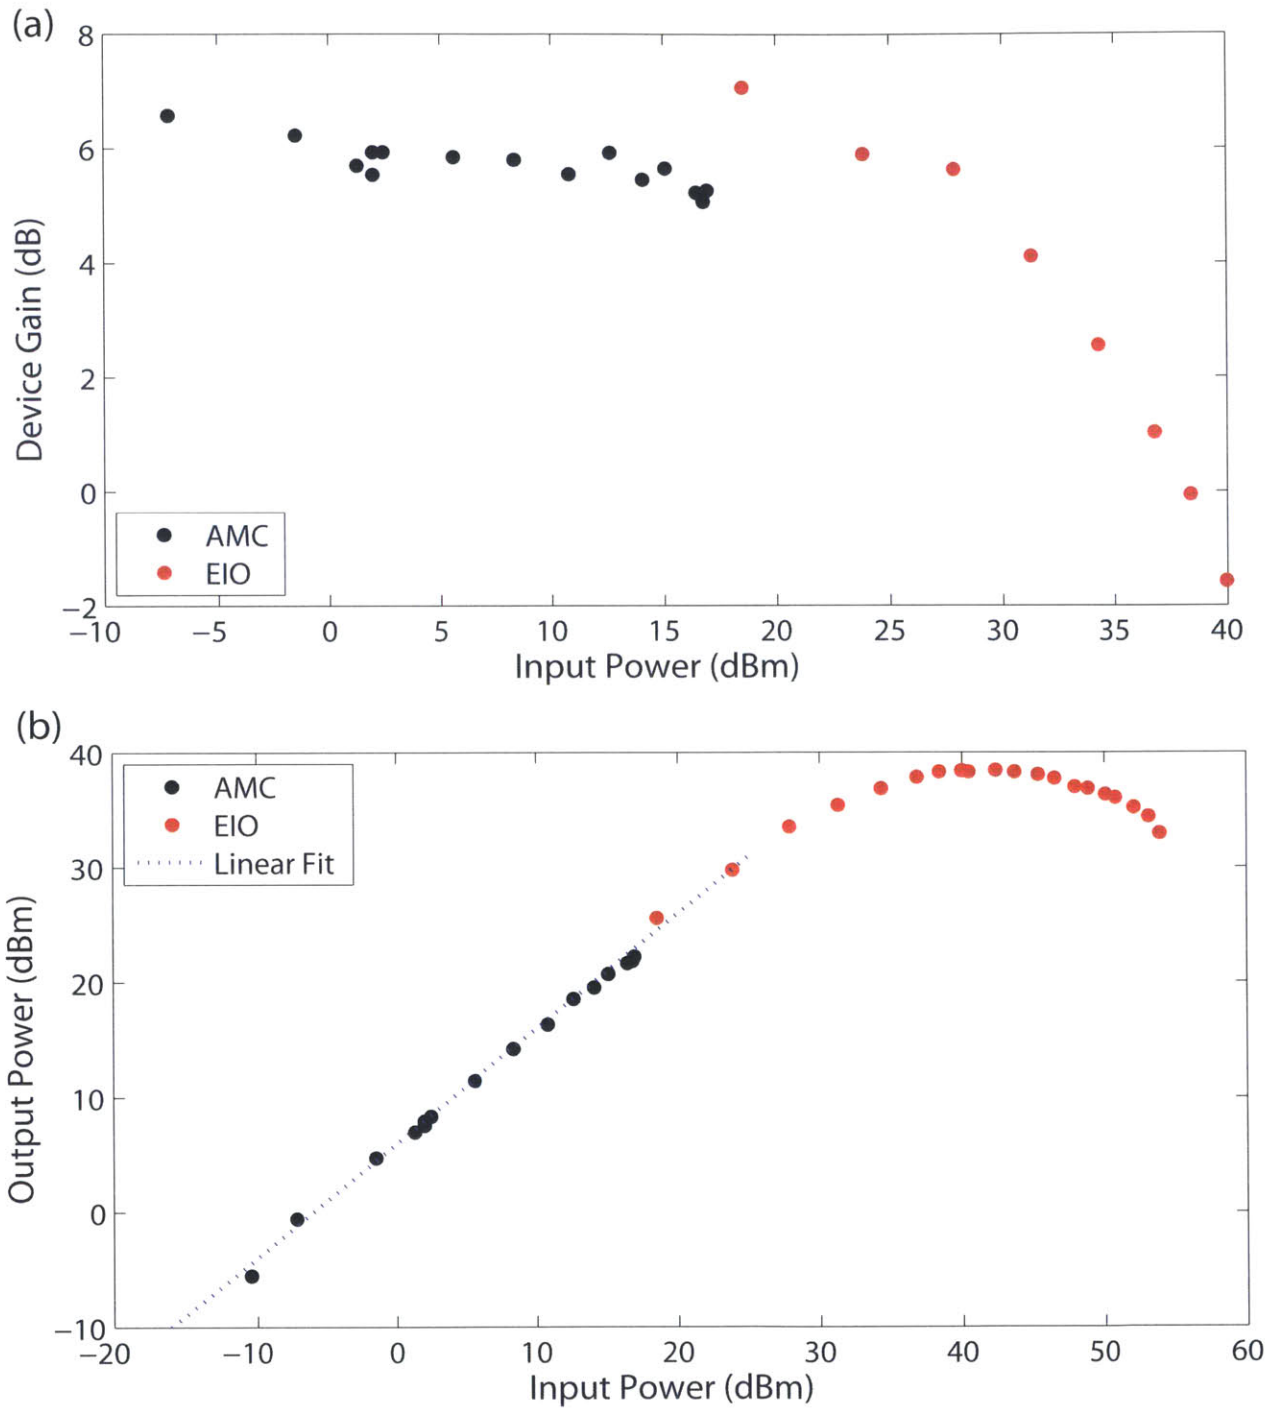 (a)
8
6
4
2
0
−2
Device Gain (dB)
AMC
EIO
−10 −5 0 5 10 15 20 25 30 35 40
Input Power (dBm)
(b)
40
30
20
10
0
−10
Output Power (dBm)
AMC
EIO
Linear Fit
−20 −10 0 10 20 30 40 50 60
Input Power (dBm)